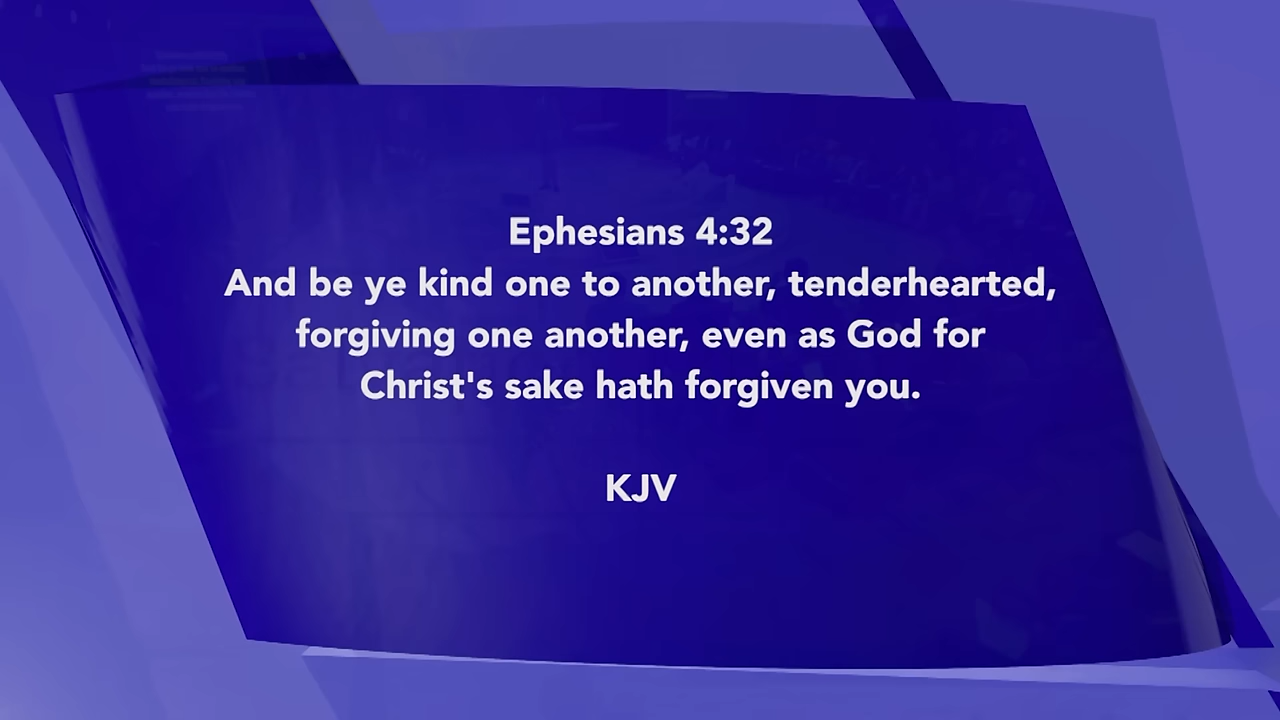 Ephesians 4:32
And be ye kind one to another, tenderhearted,
forgiving one another, even as God for
Christ's sake hath forgiven you.
KJV